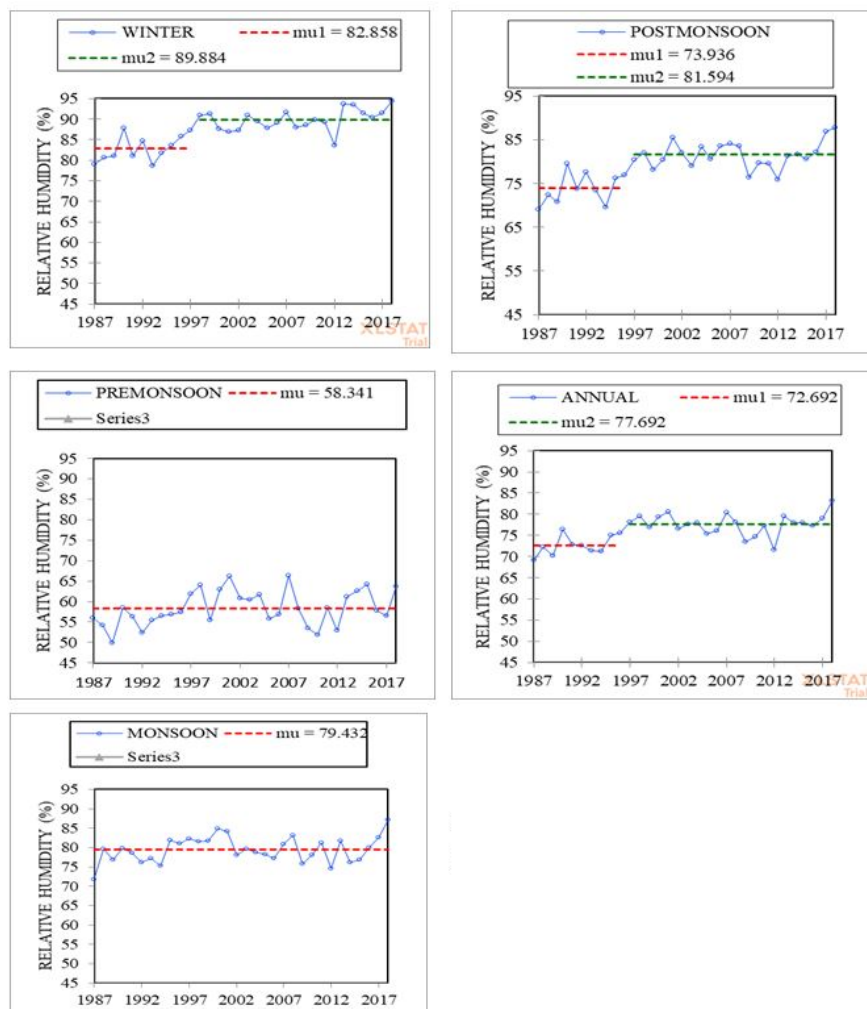 WINTER mu1 = 82.858
mu2 = 89.884
RELATIVE HUMIDITY (%)
95
90
85
80
75
70
65
60
55
50
45
1987 1992 1997 2002 2007 2012 2017
XLSTAT
Trial
POSTMONSOON
mu1 = 73.936
mu2 = 81.594
RELATIVE HUMIDITY (%)
95
85
75
65
55
45
1987 1992 1997 2002 2007 2012 2017
PREMONSOON mu = 58.341
Series3
RELATIVE HUMIDITY (%)
95
90
85
80
75
70
65
60
55
50
45
1987 1992 1997 2002 2007 2012 2017
ANNUAL mu1 = 72.692
mu2 = 77.692
RELATIVE HUMIDITY (%)
95
90
85
80
75
70
65
60
55
50
45
1987 1992 1997 2002 2007 2012 2017
XLSTAT
Trial
MONSOON mu = 79.432
Series3
RELATIVE HUMIDITY (%)
95
90
85
80
75
70
65
60
55
50
45
1987 1992 1997 2002 2007 2012 2017